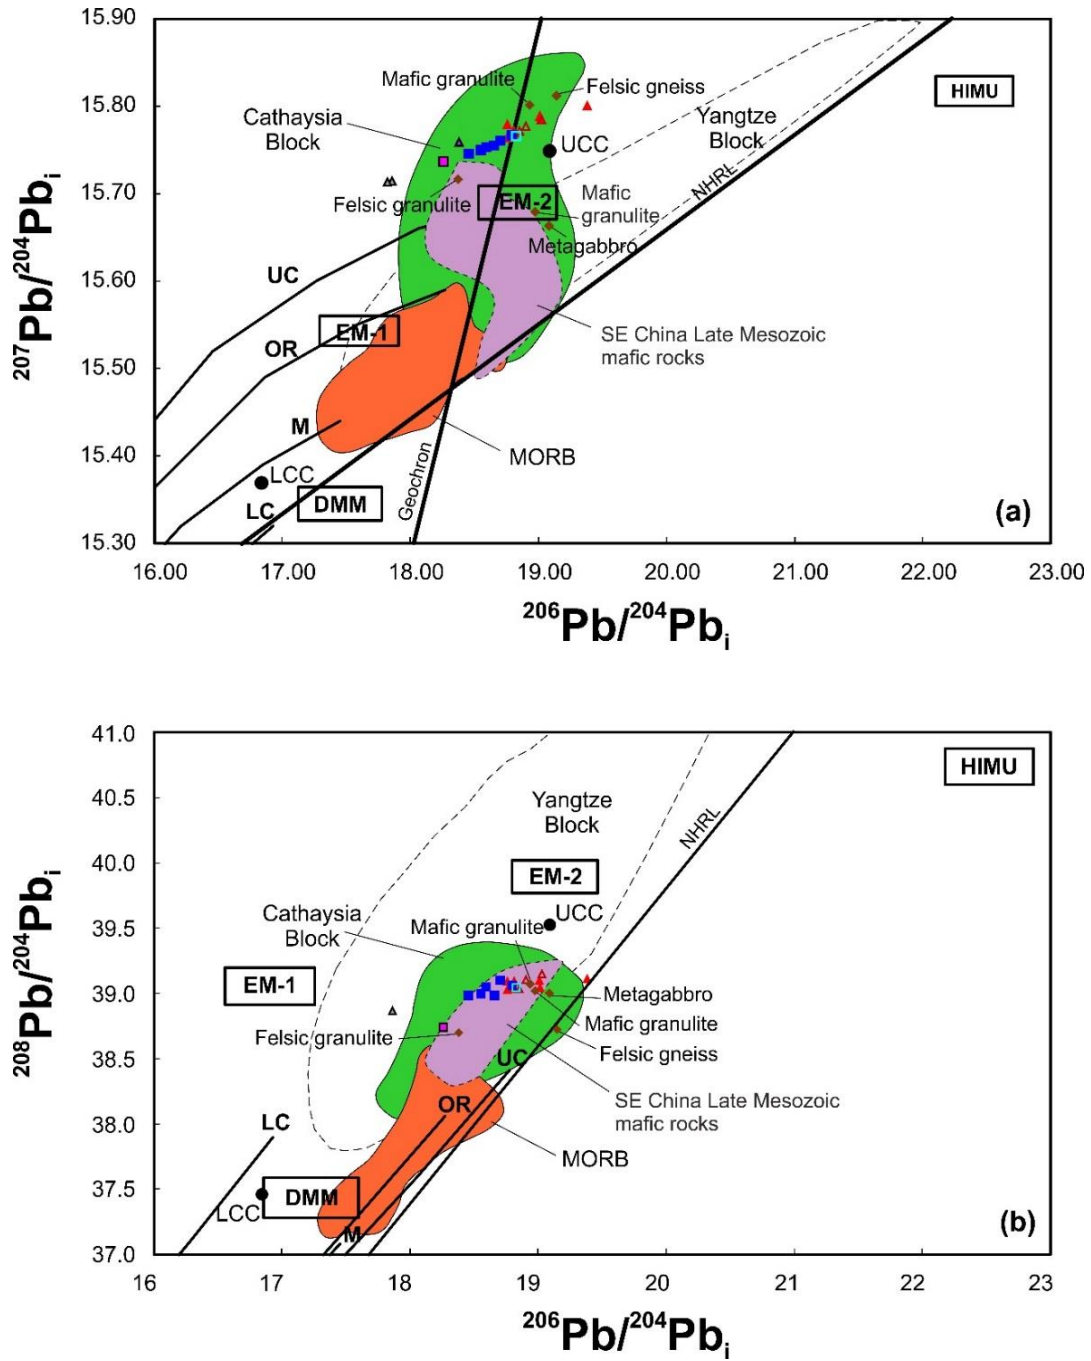 15.90
15.80
15.70
15.60
15.50
15.40
15.30
²⁰⁷Pb/²⁰⁴Pbᵢ
Mafic granulite
Felsic gneiss
HIMU
Cathaysia
Block
Yangtze
Block
UCC
NHRL
Felsic granulite
EM-2
Mafic
granulite
Metagabbro
UC
EM-1
OR
SE China Late Mesozoic
mafic rocks
M
MORB
LCC
Geochron
LC
DMM
(a)
16.00 17.00 18.00 19.00 20.00 21.00 22.00 23.00
²⁰⁶Pb/²⁰⁴Pbᵢ
41.0
40.5
40.0
39.5
39.0
38.5
38.0
37.5
37.0
²⁰⁸Pb/²⁰⁴Pbᵢ
HIMU
Yangtze
Block
NHRL
EM-2
Cathaysia
Block
Mafic granulite
UCC
EM-1
Metagabbro
Felsic granulite
Mafic granulite
UC
Felsic gneiss
OR
SE China Late Mesozoic
mafic rocks
LC
MORB
DMM
LCC
M
(b)
16 17 18 19 20 21 22 23
²⁰⁶Pb/²⁰⁴Pbᵢ